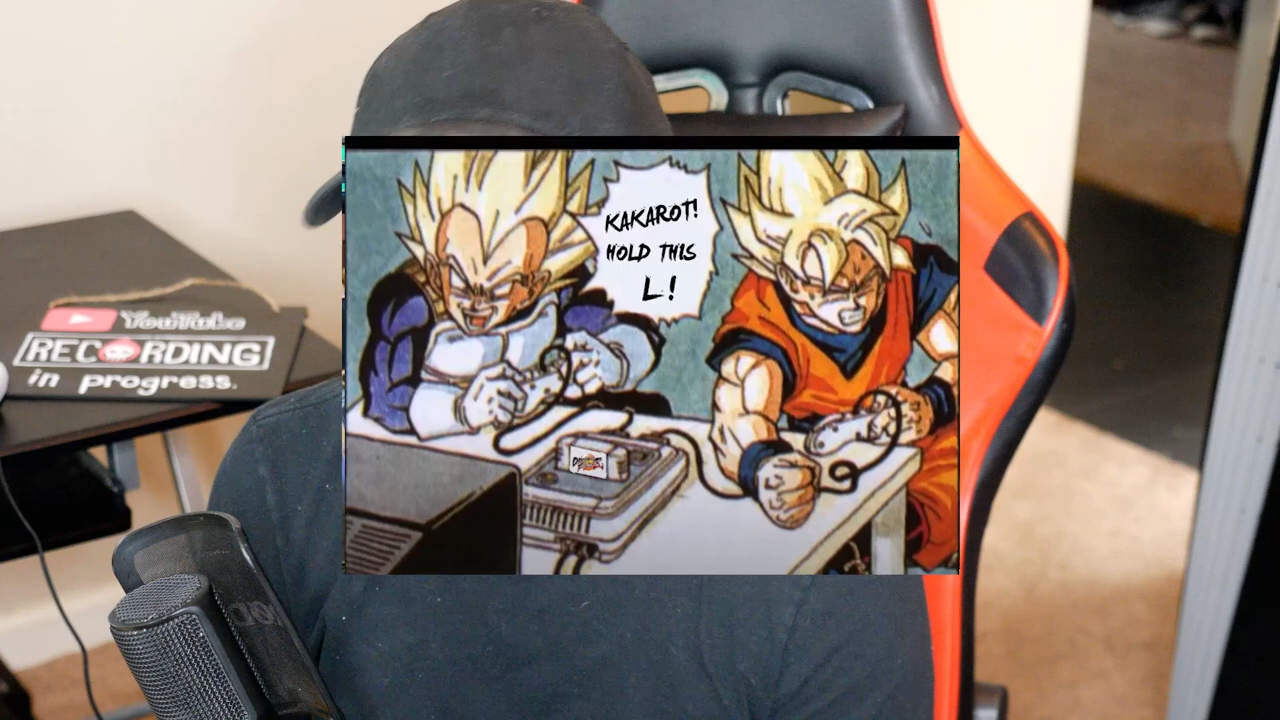 YouTube
RECORDING
in progress.
KAKAROT!
HOLD THIS
L!